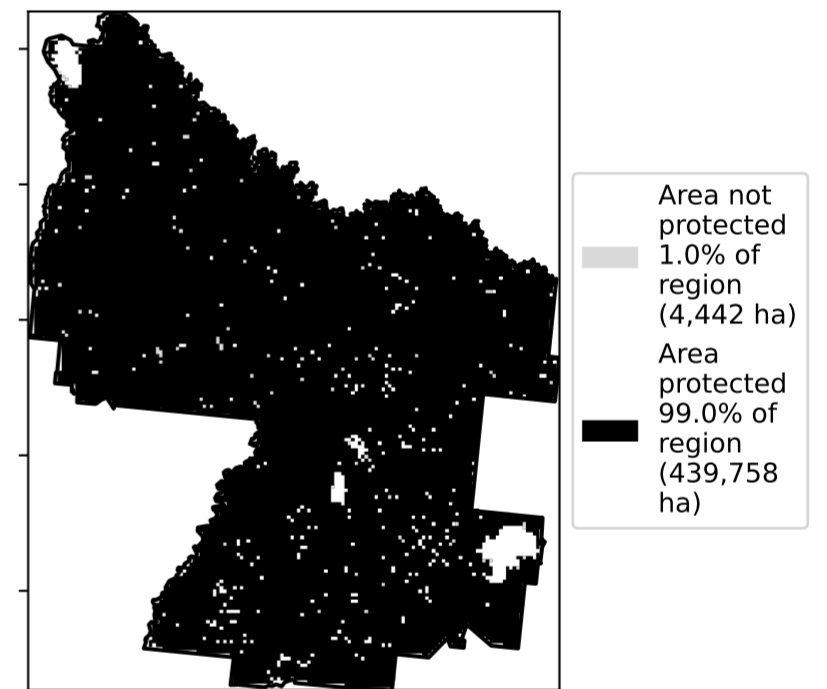 Area not
protected
1.0% of
region
(4,442 ha)
Area
protected
99.0% of
region
(439,758
ha)